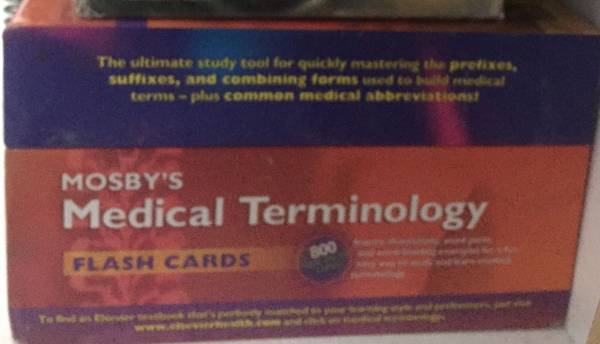 The ultimate study tool for quickly mastering the prefixes,
suffixes, and combining forms used to build medical
terms - plus common medical abbreviations!
MOSBY'S
Medical Terminology
FLASH CARDS
800
To find an Elsevier textbook that's perfectly matched to your learning style and preferences, just visit
www.elsevierhealth.com and click on medical terminology.